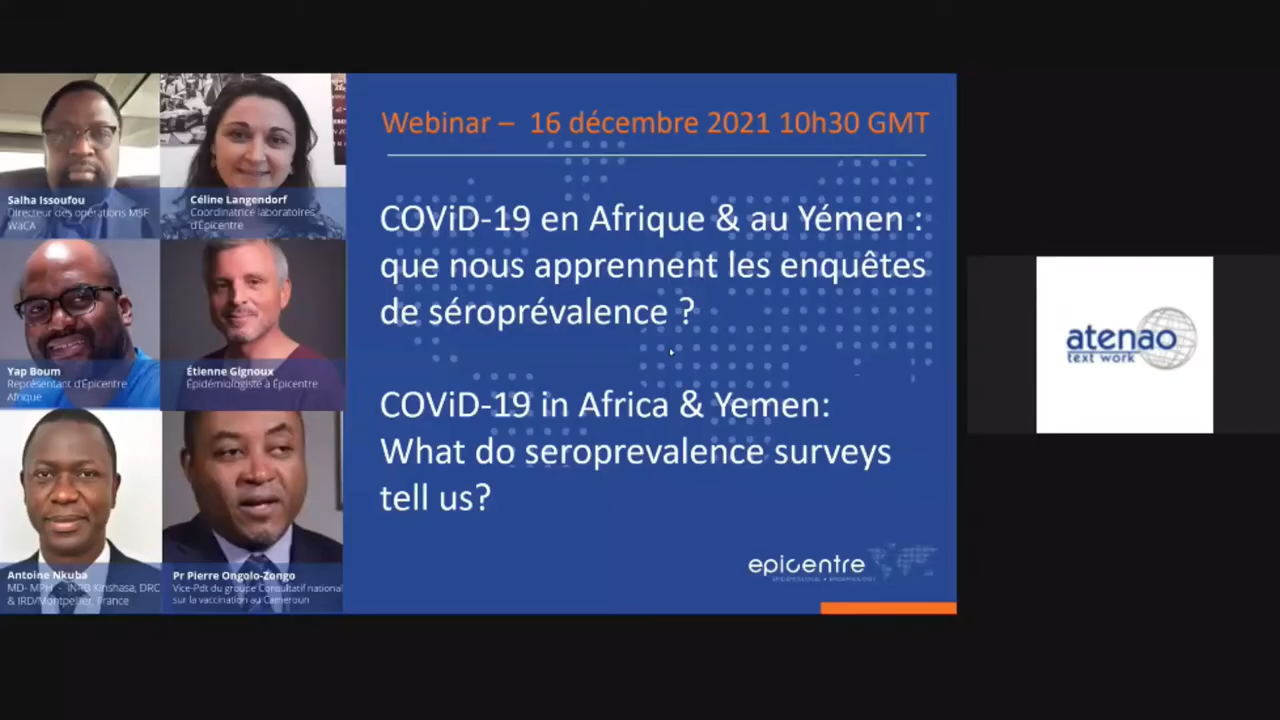 Webinar – 16 décembre 2021 10h30 GMT
COViD-19 en Afrique & au Yémen :
que nous apprennent les enquêtes
de séroprévalence ?
COViD-19 in Africa & Yemen:
What do seroprevalence surveys
tell us?
Salha Issoufou
Directeur des opérations MSF
WaCA
Céline Langendorf
Coordinatrice laboratoires
d'Épicentre
Yap Boum
Représentant d'Épicentre
Afrique
Étienne Gignoux
Épidémiologiste à Épicentre
Antoine Nkuba
MD- MPH - INRB Kinshasa, DRC
& IRD/Montpellier, France
Pr Pierre Ongolo-Zongo
Vice-Pdt du groupe Consultatif national
sur la vaccination au Cameroun
epicentre
atenao
text work